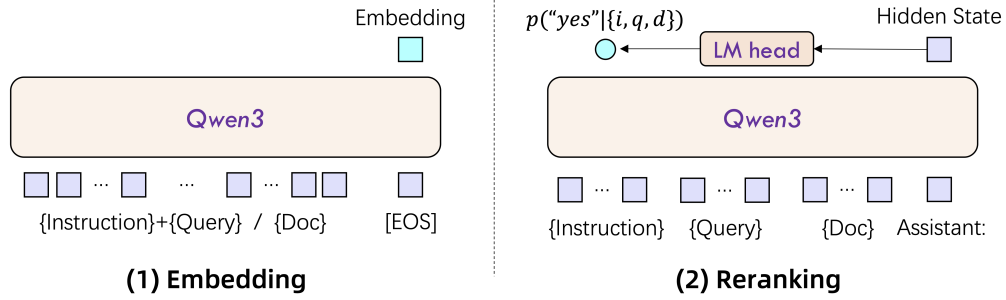 Embedding
Qwen3
... ... ...
{Instruction}+{Query} / {Doc} [EOS]
(1) Embedding
p("yes"|{i, q, d}) Hidden State
LM head
Qwen3
... ... ...
{Instruction} {Query} {Doc} Assistant:
(2) Reranking